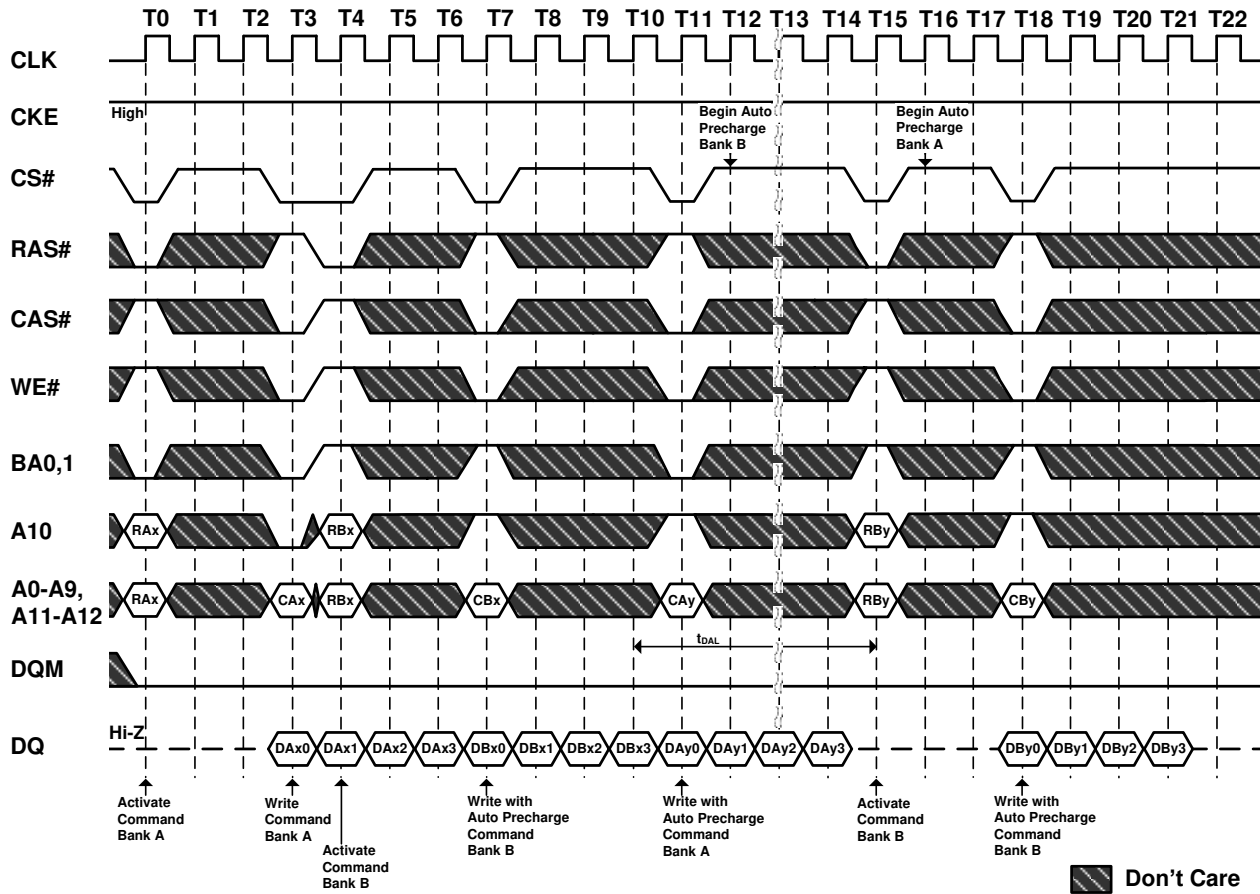 T0 T1 T2 T3 T4 T5 T6 T7 T8 T9 T10 T11 T12 T13 T14 T15 T16 T17 T18 T19 T20 T21 T22
CLK
CKE
High
Begin Auto
Precharge
Bank B
Begin Auto
Precharge
Bank A
CS#
RAS#
CAS#
WE#
BA0,1
A10
RAx RBx RBy
A0-A9,
A11-A12
RAx CAx RBx CBx CAy RBy CBy
tDAL
DQM
DQ
Hi-Z
DAx0 DAx1 DAx2 DAx3 DBx0 DBx1 DBx2 DBx3 DAy0 DAy1 DAy2 DAy3 DBy0 DBy1 DBy2 DBy3
Activate
Command
Bank A
Write
Command
Bank A
Activate
Command
Bank B
Write with
Auto Precharge
Command
Bank B
Write with
Auto Precharge
Command
Bank A
Activate
Command
Bank B
Write with
Auto Precharge
Command
Bank B
Don't Care